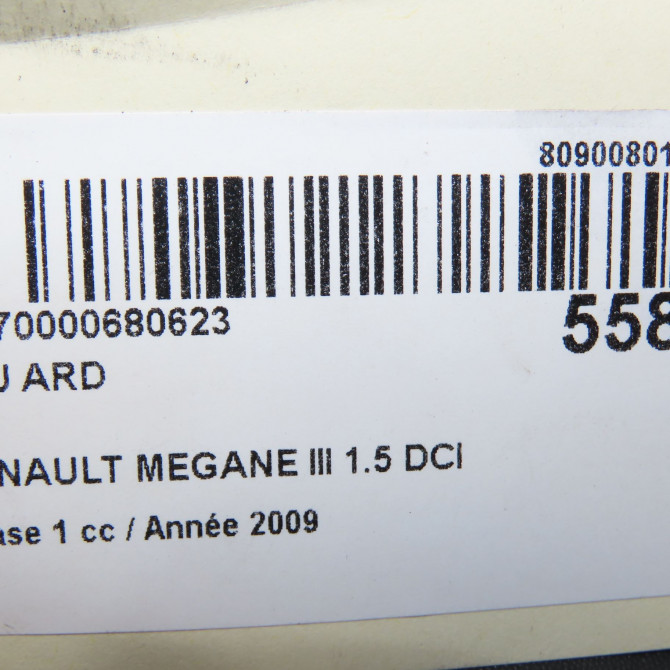 80900801
70000680623
558
U ARD
NAULT MEGANE III 1.5 DCI
ase 1 cc / Année 2009